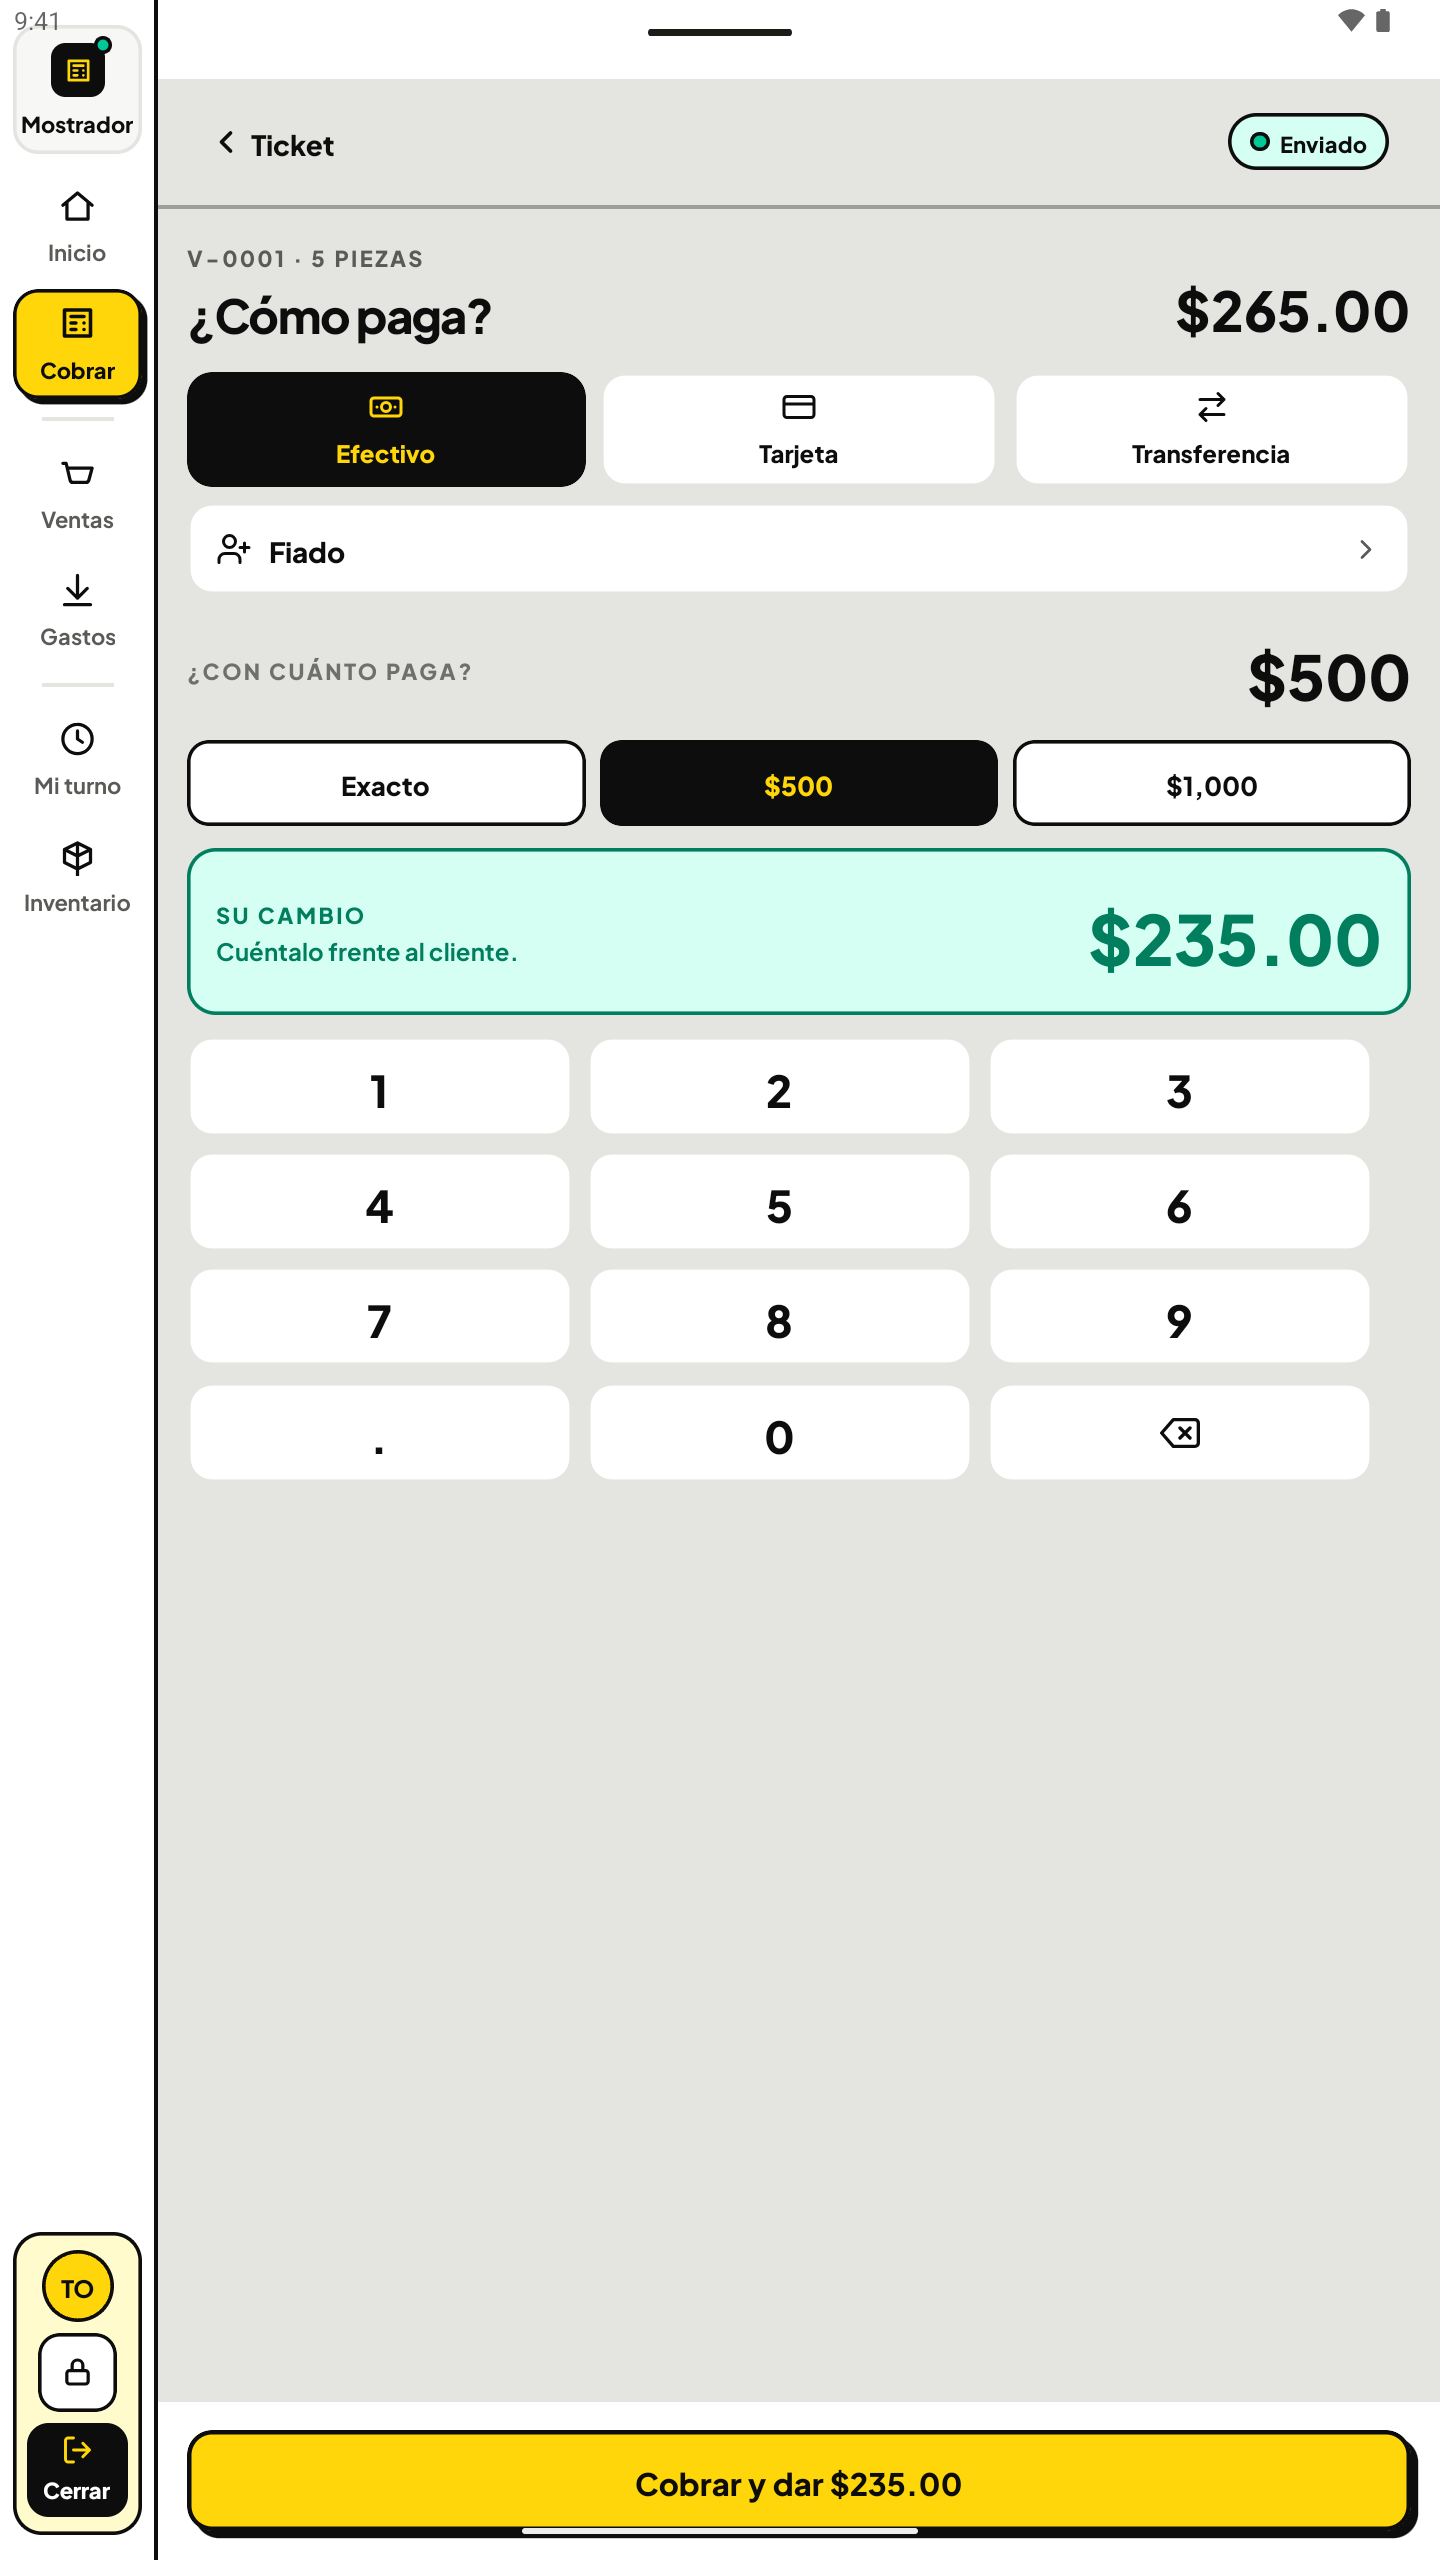 9:41
Mostrador
Inicio
Cobrar
Ventas
Gastos
Mi turno
Inventario
TO
Cerrar
Ticket
Enviado
V-0001 · 5 PIEZAS
¿Cómo paga?
$265.00
Efectivo
Tarjeta
Transferencia
Fiado
¿CON CUÁNTO PAGA?
$500
Exacto
$500
$1,000
SU CAMBIO
Cuéntalo frente al cliente.
$235.00
1
2
3
4
5
6
7
8
9
.
0
Cobrar y dar $235.00